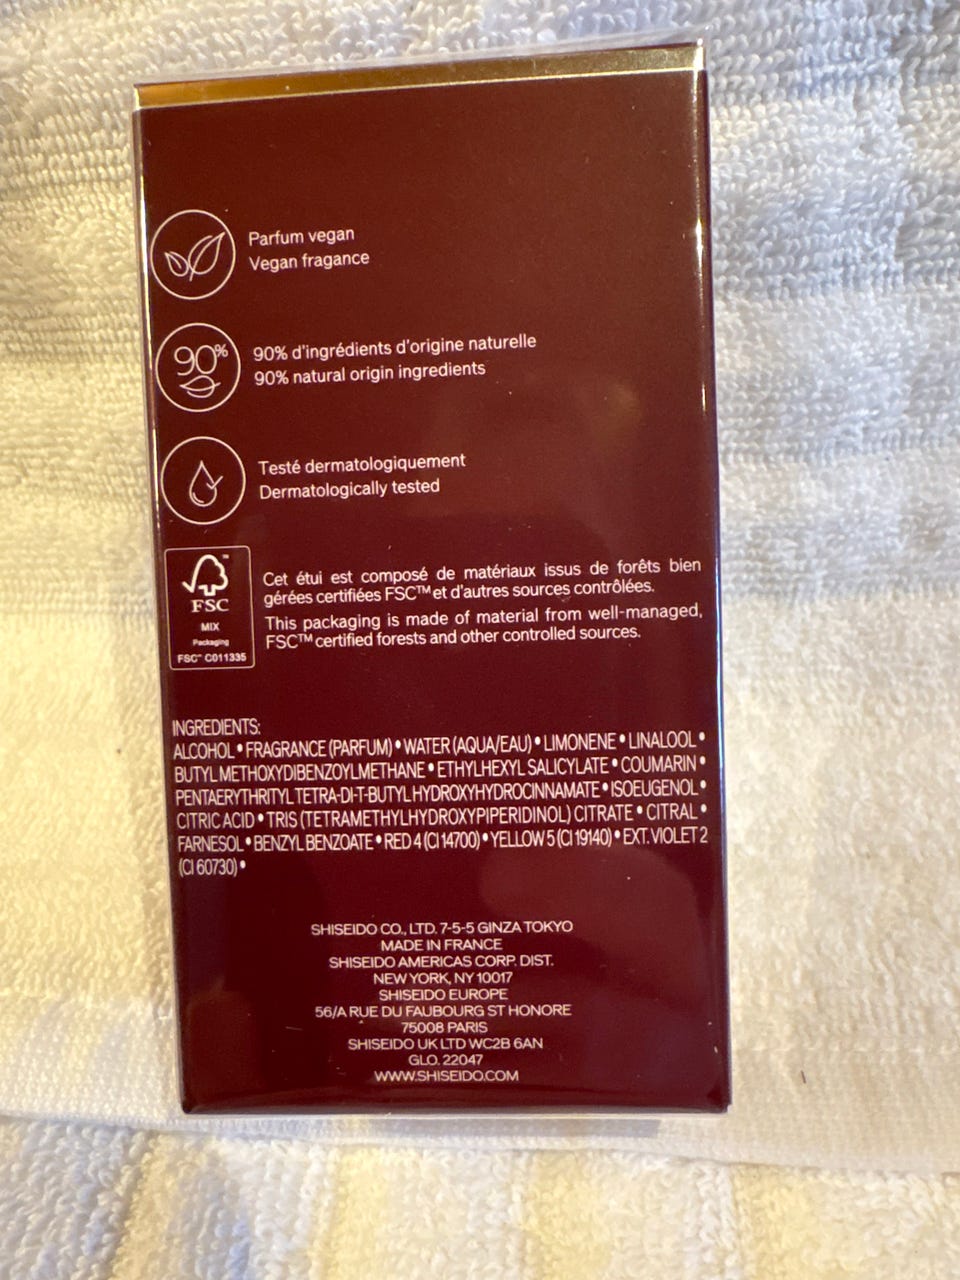 Parfum vegan
Vegan fragance
90%
90% d'ingrédients d'origine naturelle
90% natural origin ingredients
Testé dermatologiquement
Dermatologically tested
FSC
MIX
Packaging
FSC™ C011335
Cet étui est composé de matériaux issus de forêts bien
gérées certifiées FSC™ et d'autres sources contrôlées.
This packaging is made of material from well-managed,
FSC™ certified forests and other controlled sources.
INGREDIENTS:
ALCOHOL • FRAGRANCE (PARFUM) • WATER (AQUA/EAU) • LIMONENE • LINALOOL •
BUTYL METHOXYDIBENZOYLMETHANE • ETHYLHEXYL SALICYLATE • COUMARIN •
PENTAERYTHRITYL TETRA-DI-T-BUTYL HYDROXYHYDROCINNAMATE • ISOEUGENOL •
CITRIC ACID • TRIS (TETRAMETHYLHYDROXYPIPERIDINOL) CITRATE • CITRAL •
FARNESOL • BENZYL BENZOATE • RED 4 (CI 14700) • YELLOW 5 (CI 19140) • EXT. VIOLET 2
(CI 60730) •
SHISEIDO CO., LTD. 7-5-5 GINZA TOKYO
MADE IN FRANCE
SHISEIDO AMERICAS CORP. DIST.
NEW YORK, NY 10017
SHISEIDO EUROPE
56/A RUE DU FAUBOURG ST HONORE
75008 PARIS
SHISEIDO UK LTD WC2B 6AN
GLO. 22047
WWW.SHISEIDO.COM